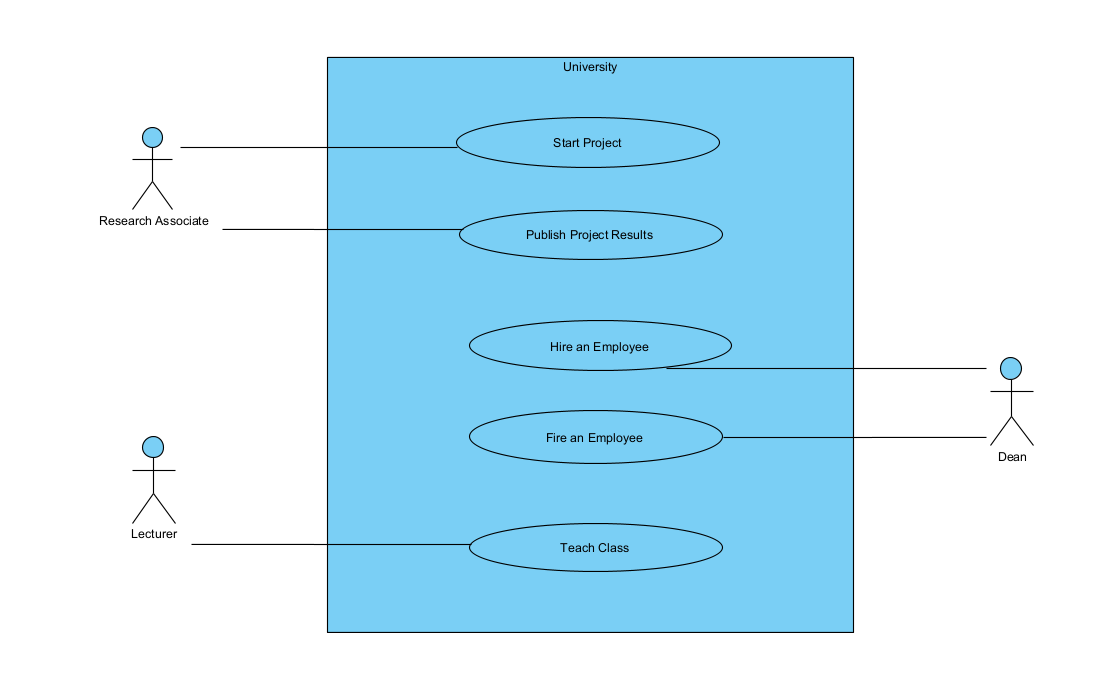 University
Start Project
Research Associate
Publish Project Results
Hire an Employee
Fire an Employee
Dean
Lecturer
Teach Class